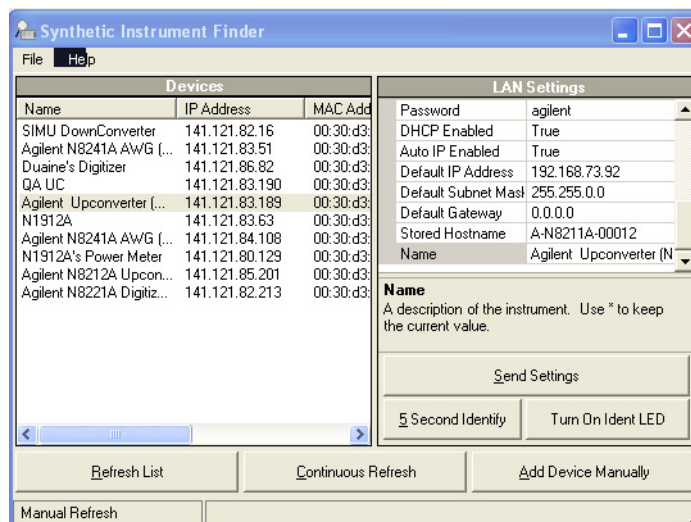 Synthetic Instrument Finder
File Help
Devices
Name IP Address MAC Add
SIMU DownConverter 141.121.82.16 00:30:d3:
Agilent N8241A AWG (... 141.121.83.51 00:30:d3:
Duaine's Digitizer 141.121.86.82 00:30:d3:
QA UC 141.121.83.190 00:30:d3:
Agilent Upconverter (... 141.121.83.189 00:30:d3:
N1912A 141.121.83.63 00:30:d3:
Agilent N8241A AWG (... 141.121.84.108 00:30:d3:
N1912A's Power Meter 141.121.80.129 00:30:d3:
Agilent N8212A Upcon... 141.121.85.201 00:30:d3:
Agilent N8221A Digitiz... 141.121.82.213 00:30:d3:
LAN Settings
Password agilent
DHCP Enabled True
Auto IP Enabled True
Default IP Address 192.168.73.92
Default Subnet Mask 255.255.0.0
Default Gateway 0.0.0.0
Stored Hostname A-N8211A-00012
Name Agilent Upconverter (N
Name
A description of the instrument. Use * to keep
the current value.
Send Settings
5 Second Identify Turn On Ident LED
Refresh List Continuous Refresh Add Device Manually
Manual Refresh